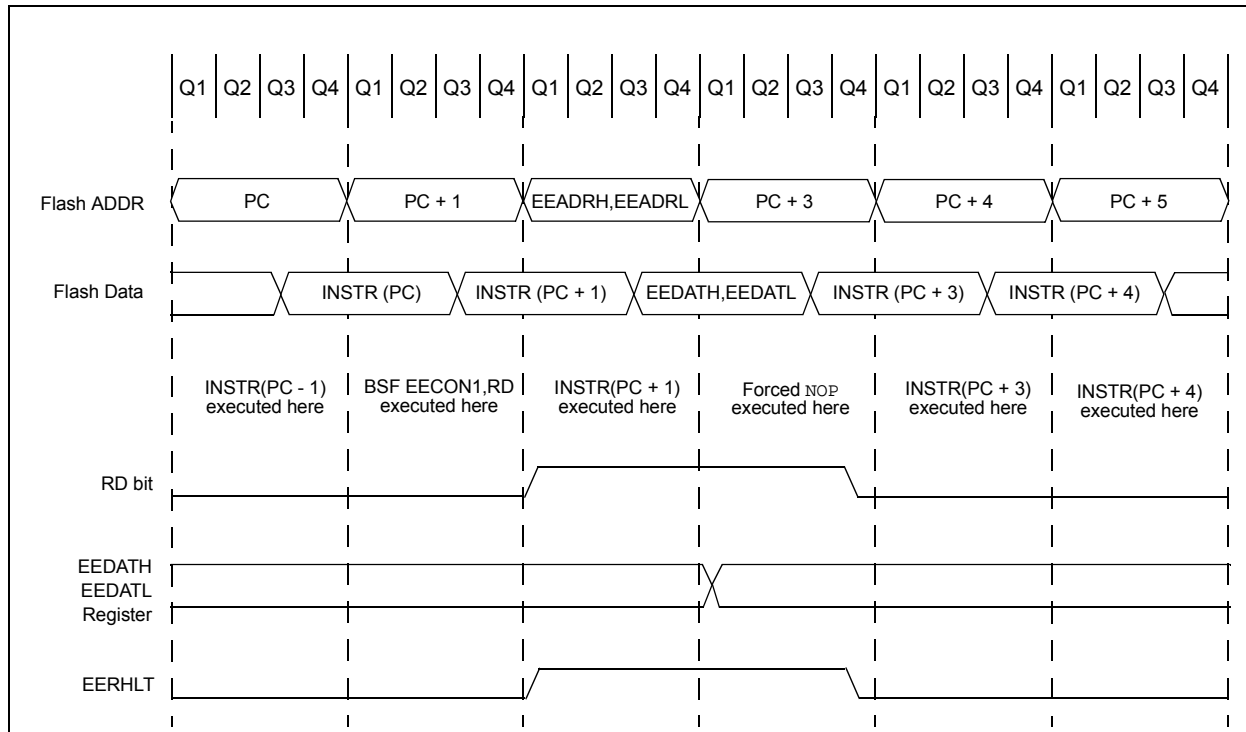 Q1 Q2 Q3 Q4 Q1 Q2 Q3 Q4 Q1 Q2 Q3 Q4 Q1 Q2 Q3 Q4 Q1 Q2 Q3 Q4 Q1 Q2 Q3 Q4
Flash ADDR PC PC + 1 EEADRH,EEADRL PC + 3 PC + 4 PC + 5
Flash Data INSTR (PC) INSTR (PC + 1) EEDATH,EEDATL INSTR (PC + 3) INSTR (PC + 4)
INSTR(PC - 1) BSF EECON1,RD INSTR(PC + 1) Forced NOP INSTR(PC + 3) INSTR(PC + 4)
executed here executed here executed here executed here executed here executed here
RD bit
EEDATH
EEDATL
Register
EERHLT